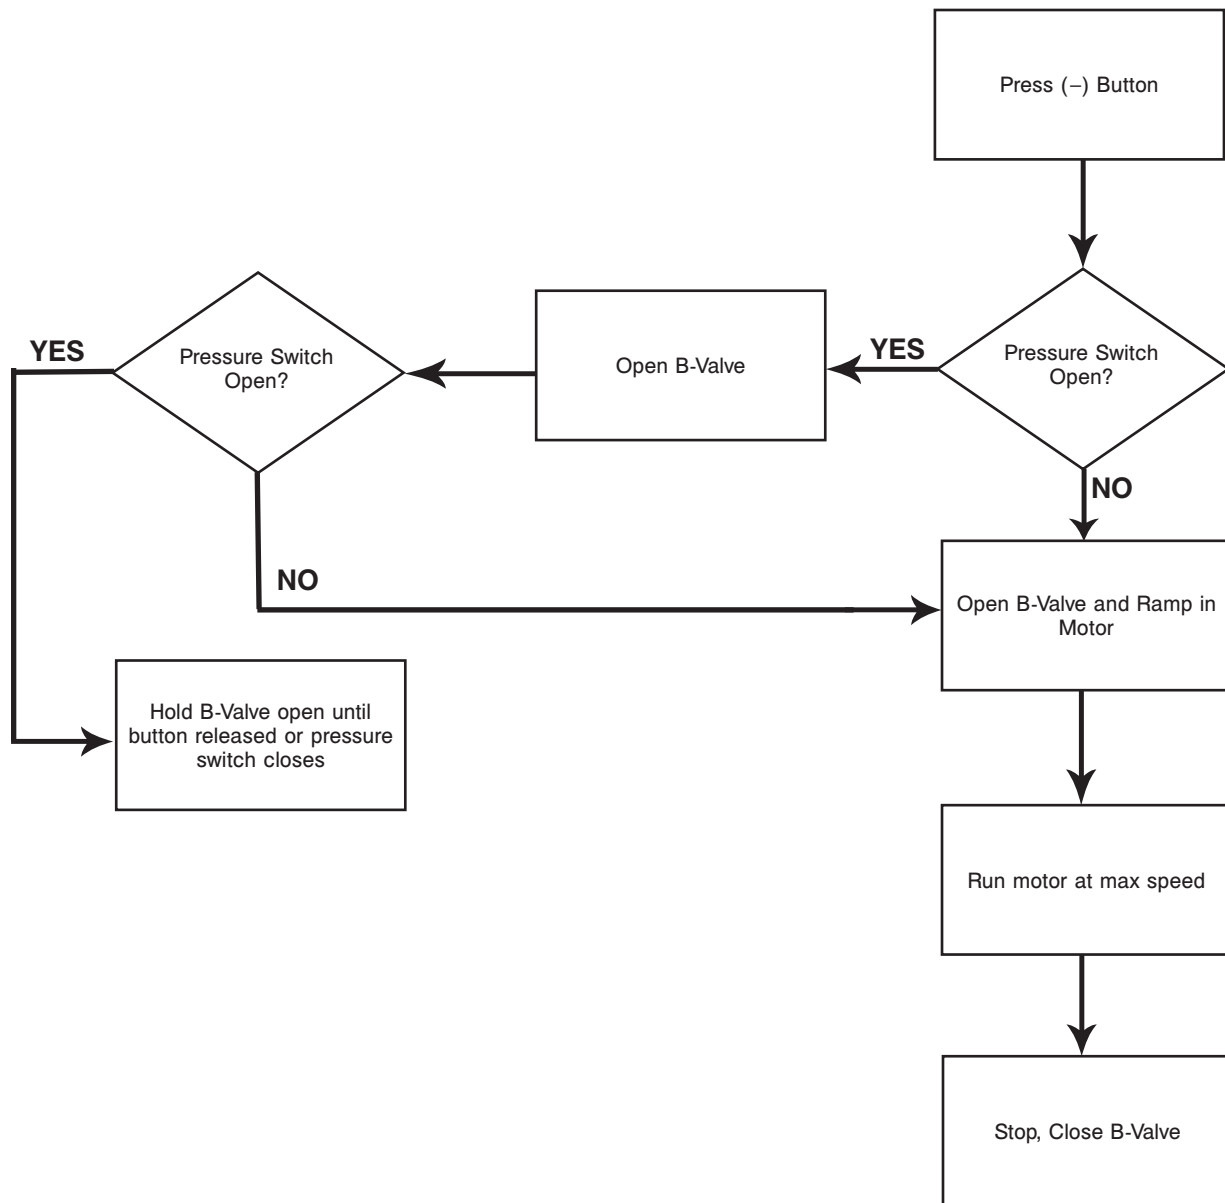 Press (–) Button
Pressure Switch
Open?
YES
Open B-Valve
Pressure Switch
Open?
YES
NO
NO
Open B-Valve and Ramp in
Motor
Hold B-Valve open until
button released or pressure
switch closes
Run motor at max speed
Stop, Close B-Valve